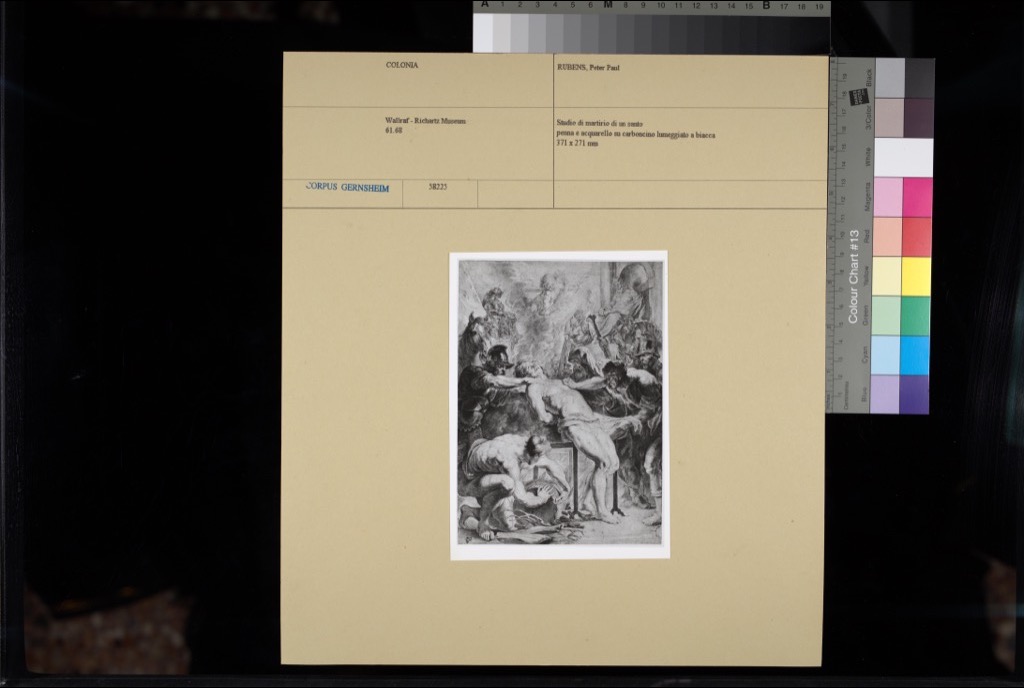 A 1 2 3 4 5 6 M 8 9 10 11 12 13 14 15 B 17 18 19
COLONIA
RUBENS, Peter Paul
Wallraf - Richartz Museum
61.68
Studio di martirio di un santo
penna e acquarello su carboncino lumeggiato a biacca
371 x 271 mm
CORPUS GERNSHEIM
58225
Colour Chart #13
Black
3/Color
White
Magenta
Red
Yellow
Green
Cyan
Blue
Centimetres